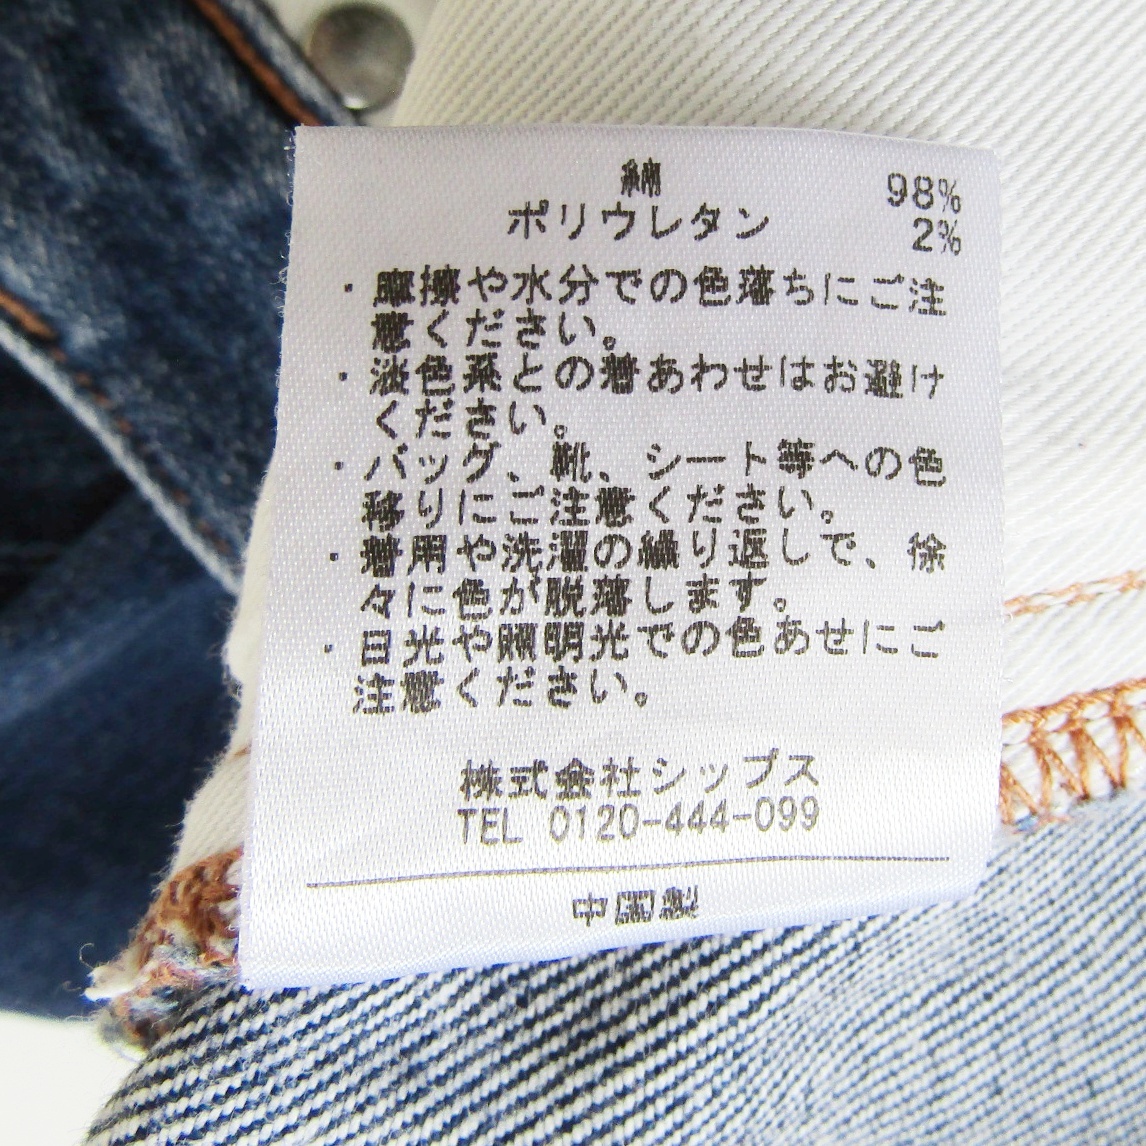 綿 98%
ポリウレタン 2%
・摩擦や水分での色落ちにご注
意ください。
・淡色系との着あわせはお避け
ください。
・バッグ、靴、シート等への色
移りにご注意ください。
・着用や洗濯の繰り返しで、徐
々に色が脱落します。
・日光や照明光での色あせにご
注意ください。
株式会社シップス
TEL 0120-444-099
中国製